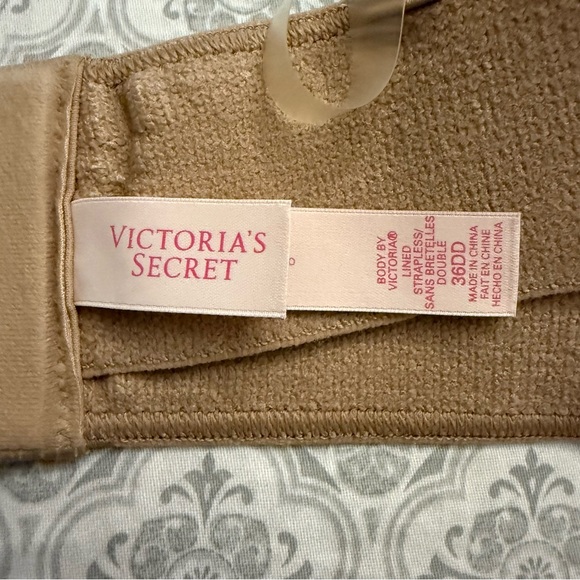 VICTORIA'S
SECRET
BODY BY
VICTORIA®
LINED
STRAPLESS/
SANS BRETELLES
DOUBLÉ
36DD
MADE IN CHINA
FAIT EN CHINE
HECHO EN CHINA